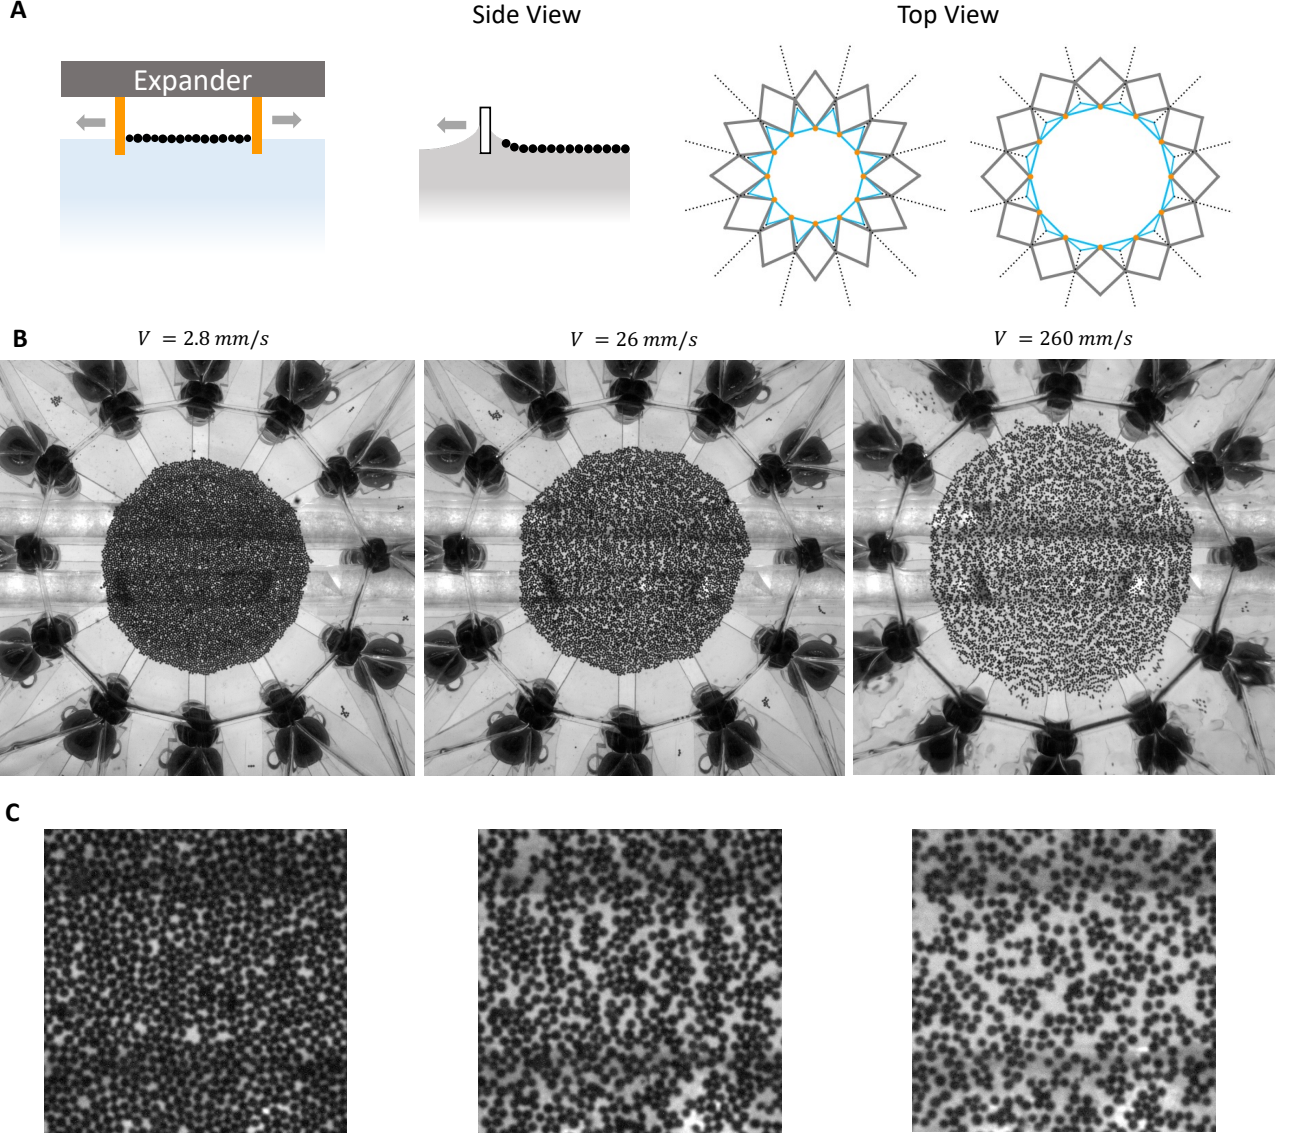 A
Side View
Top View
Expander
B
V = 2.8 mm/s
V = 26 mm/s
V = 260 mm/s
C